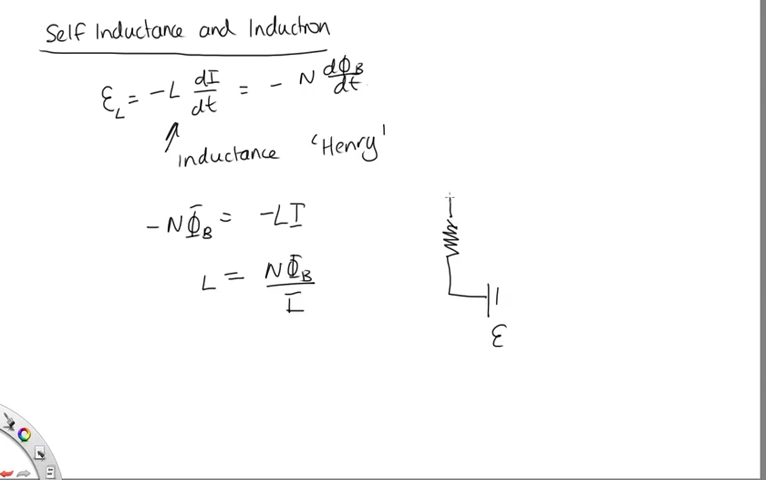 Self Inductance and Induction
ε_L = -L dI/dt = - N dΦ_B/dt
Inductance 'Henry'
-NΦ_B = -LI
L = NΦ_B/I
ε